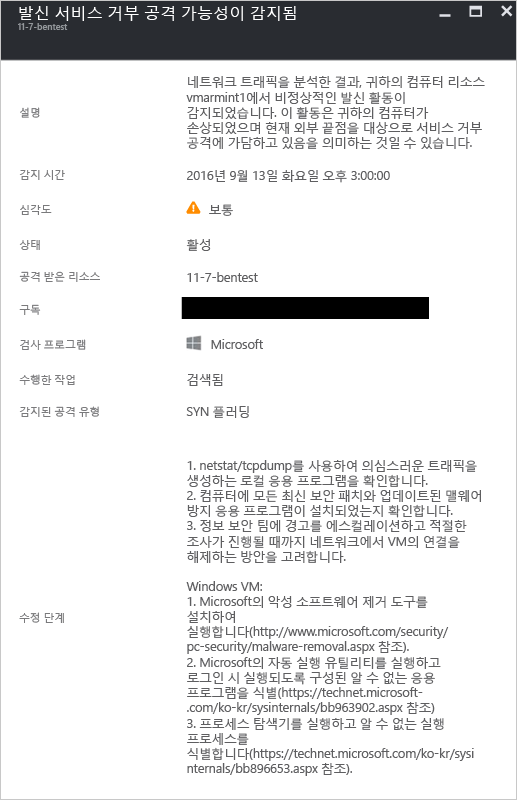 발신 서비스 거부 공격 가능성이 감지됨
11-7-bentest
설명
네트워크 트래픽을 분석한 결과, 귀하의 컴퓨터 리소스
vmarmint1에서 비정상적인 발신 활동이
감지되었습니다. 이 활동은 귀하의 컴퓨터가
손상되었으며 현재 외부 끝점을 대상으로 서비스 거부
공격에 가담하고 있음을 의미하는 것일 수 있습니다.
감지 시간
2016년 9월 13일 화요일 오후 3:00:00
심각도
보통
상태
활성
공격 받은 리소스
11-7-bentest
구독
검사 프로그램
Microsoft
수행한 작업
검색됨
감지된 공격 유형
SYN 플러딩
수정 단계
1. netstat/tcpdump를 사용하여 의심스러운 트래픽을
생성하는 로컬 응용 프로그램을 확인합니다.
2. 컴퓨터에 모든 최신 보안 패치와 업데이트된 맬웨어
방지 응용 프로그램이 설치되었는지 확인합니다.
3. 정보 보안 팀에 경고를 에스컬레이션하고 적절한
조사가 진행될 때까지 네트워크에서 VM의 연결을
해제하는 방안을 고려합니다.
Windows VM:
1. Microsoft의 악성 소프트웨어 제거 도구를
설치하여
실행합니다(http://www.microsoft.com/security/
pc-security/malware-removal.aspx 참조).
2. Microsoft의 자동 실행 유틸리티를 실행하고
로그인 시 실행되도록 구성된 알 수 없는 응용
프로그램을 식별(https://technet.microsoft-
.com/ko-kr/sysinternals/bb963902.aspx 참조)
3. 프로세스 탐색기를 실행하고 알 수 없는 실행
프로세스를
식별합니다(https://technet.microsoft.com/ko-kr/sysi
nternals/bb896653.aspx 참조).